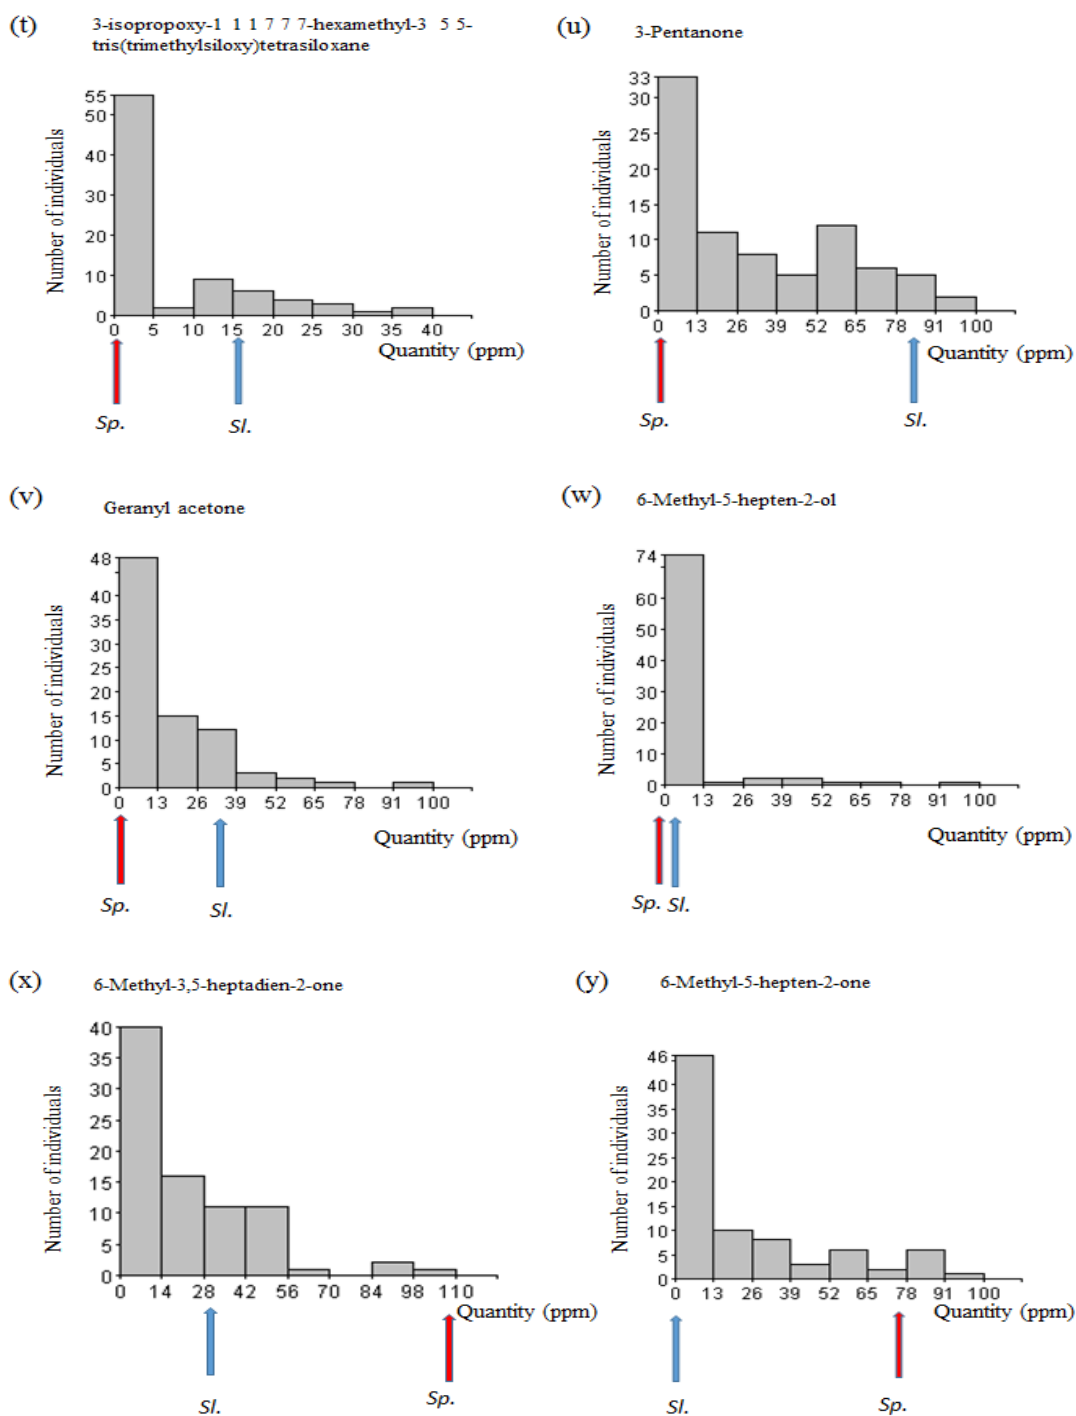 (t)
3-isopropoxy-1 1 1 7 7 7-hexamethyl-3 5 5-
tris(trimethylsiloxy)tetrasiloxane
Number of individuals
55
50
40
30
20
10
0
0 5 10 15 20 25 30 35 40
Quantity (ppm)
Sp.
Sl.
(u)
3-Pentanone
Number of individuals
33
30
25
20
15
10
5
0
0 13 26 39 52 65 78 91 100
Quantity (ppm)
Sp.
Sl.
(v)
Geranyl acetone
Number of individuals
48
40
35
30
25
20
15
10
5
0
0 13 26 39 52 65 78 91 100
Quantity (ppm)
Sp.
Sl.
(w)
6-Methyl-5-hepten-2-ol
Number of individuals
74
60
50
40
30
20
10
0
0 13 26 39 52 65 78 91 100
Quantity (ppm)
Sp. Sl.
(x)
6-Methyl-3,5-heptadien-2-one
Number of individuals
40
35
30
25
20
15
10
5
0
0 14 28 42 56 70 84 98 110
Quantity (ppm)
Sl.
Sp.
(y)
6-Methyl-5-hepten-2-one
Number of individuals
46
40
35
30
25
20
15
10
5
0
0 13 26 39 52 65 78 91 100
Quantity (ppm)
Sl.
Sp.